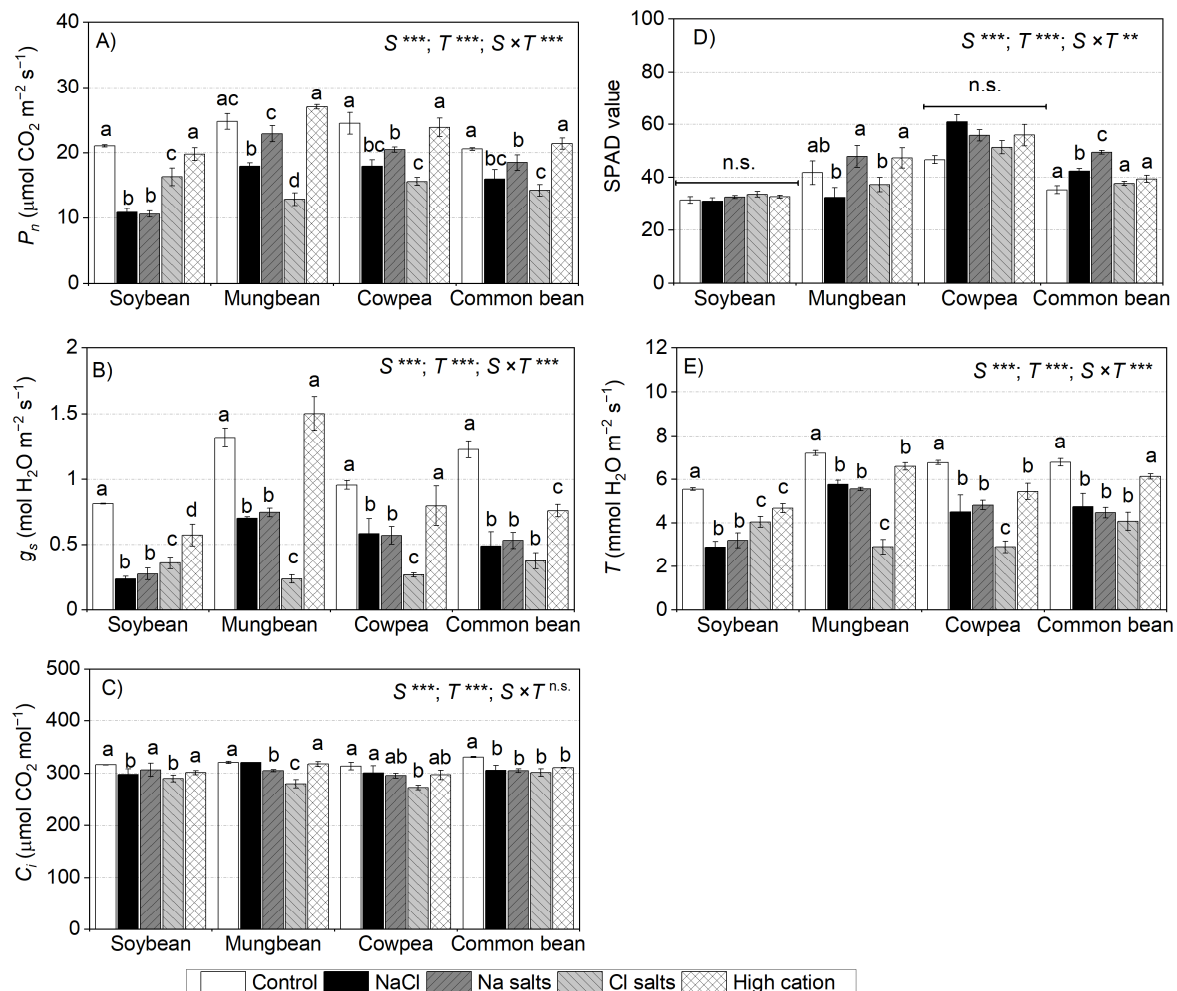 A)
S ***; T ***; S × T ***
Pn (μmol CO2 m−2 s−1)
40
30
20
10
0
a b b c a
ac b c d a
a bc b c a
a bc b c a
Soybean Mungbean Cowpea Common bean
B)
S ***; T ***; S × T ***
gs (mol H2O m−2 s−1)
2
1.5
1
0.5
0
a b b c d
a b b c a
a b b c a
a b b b c
Soybean Mungbean Cowpea Common bean
C)
S ***; T ***; S × T n.s.
Ci (μmol CO2 mol−1)
500
400
300
200
100
0
a b a b a
a b c a
a a ab b ab
a b b b b
Soybean Mungbean Cowpea Common bean
D)
S ***; T ***; S × T **
SPAD value
100
80
60
40
20
0
n.s.
ab b a b a
n.s.
a b c a a
Soybean Mungbean Cowpea Common bean
E)
S ***; T ***; S × T ***
T (mmol H2O m−2 s−1)
12
10
8
6
4
2
0
a b b c c
a b b c b
a b b c b
a b b b a
Soybean Mungbean Cowpea Common bean
Control NaCl Na salts Cl salts High cation